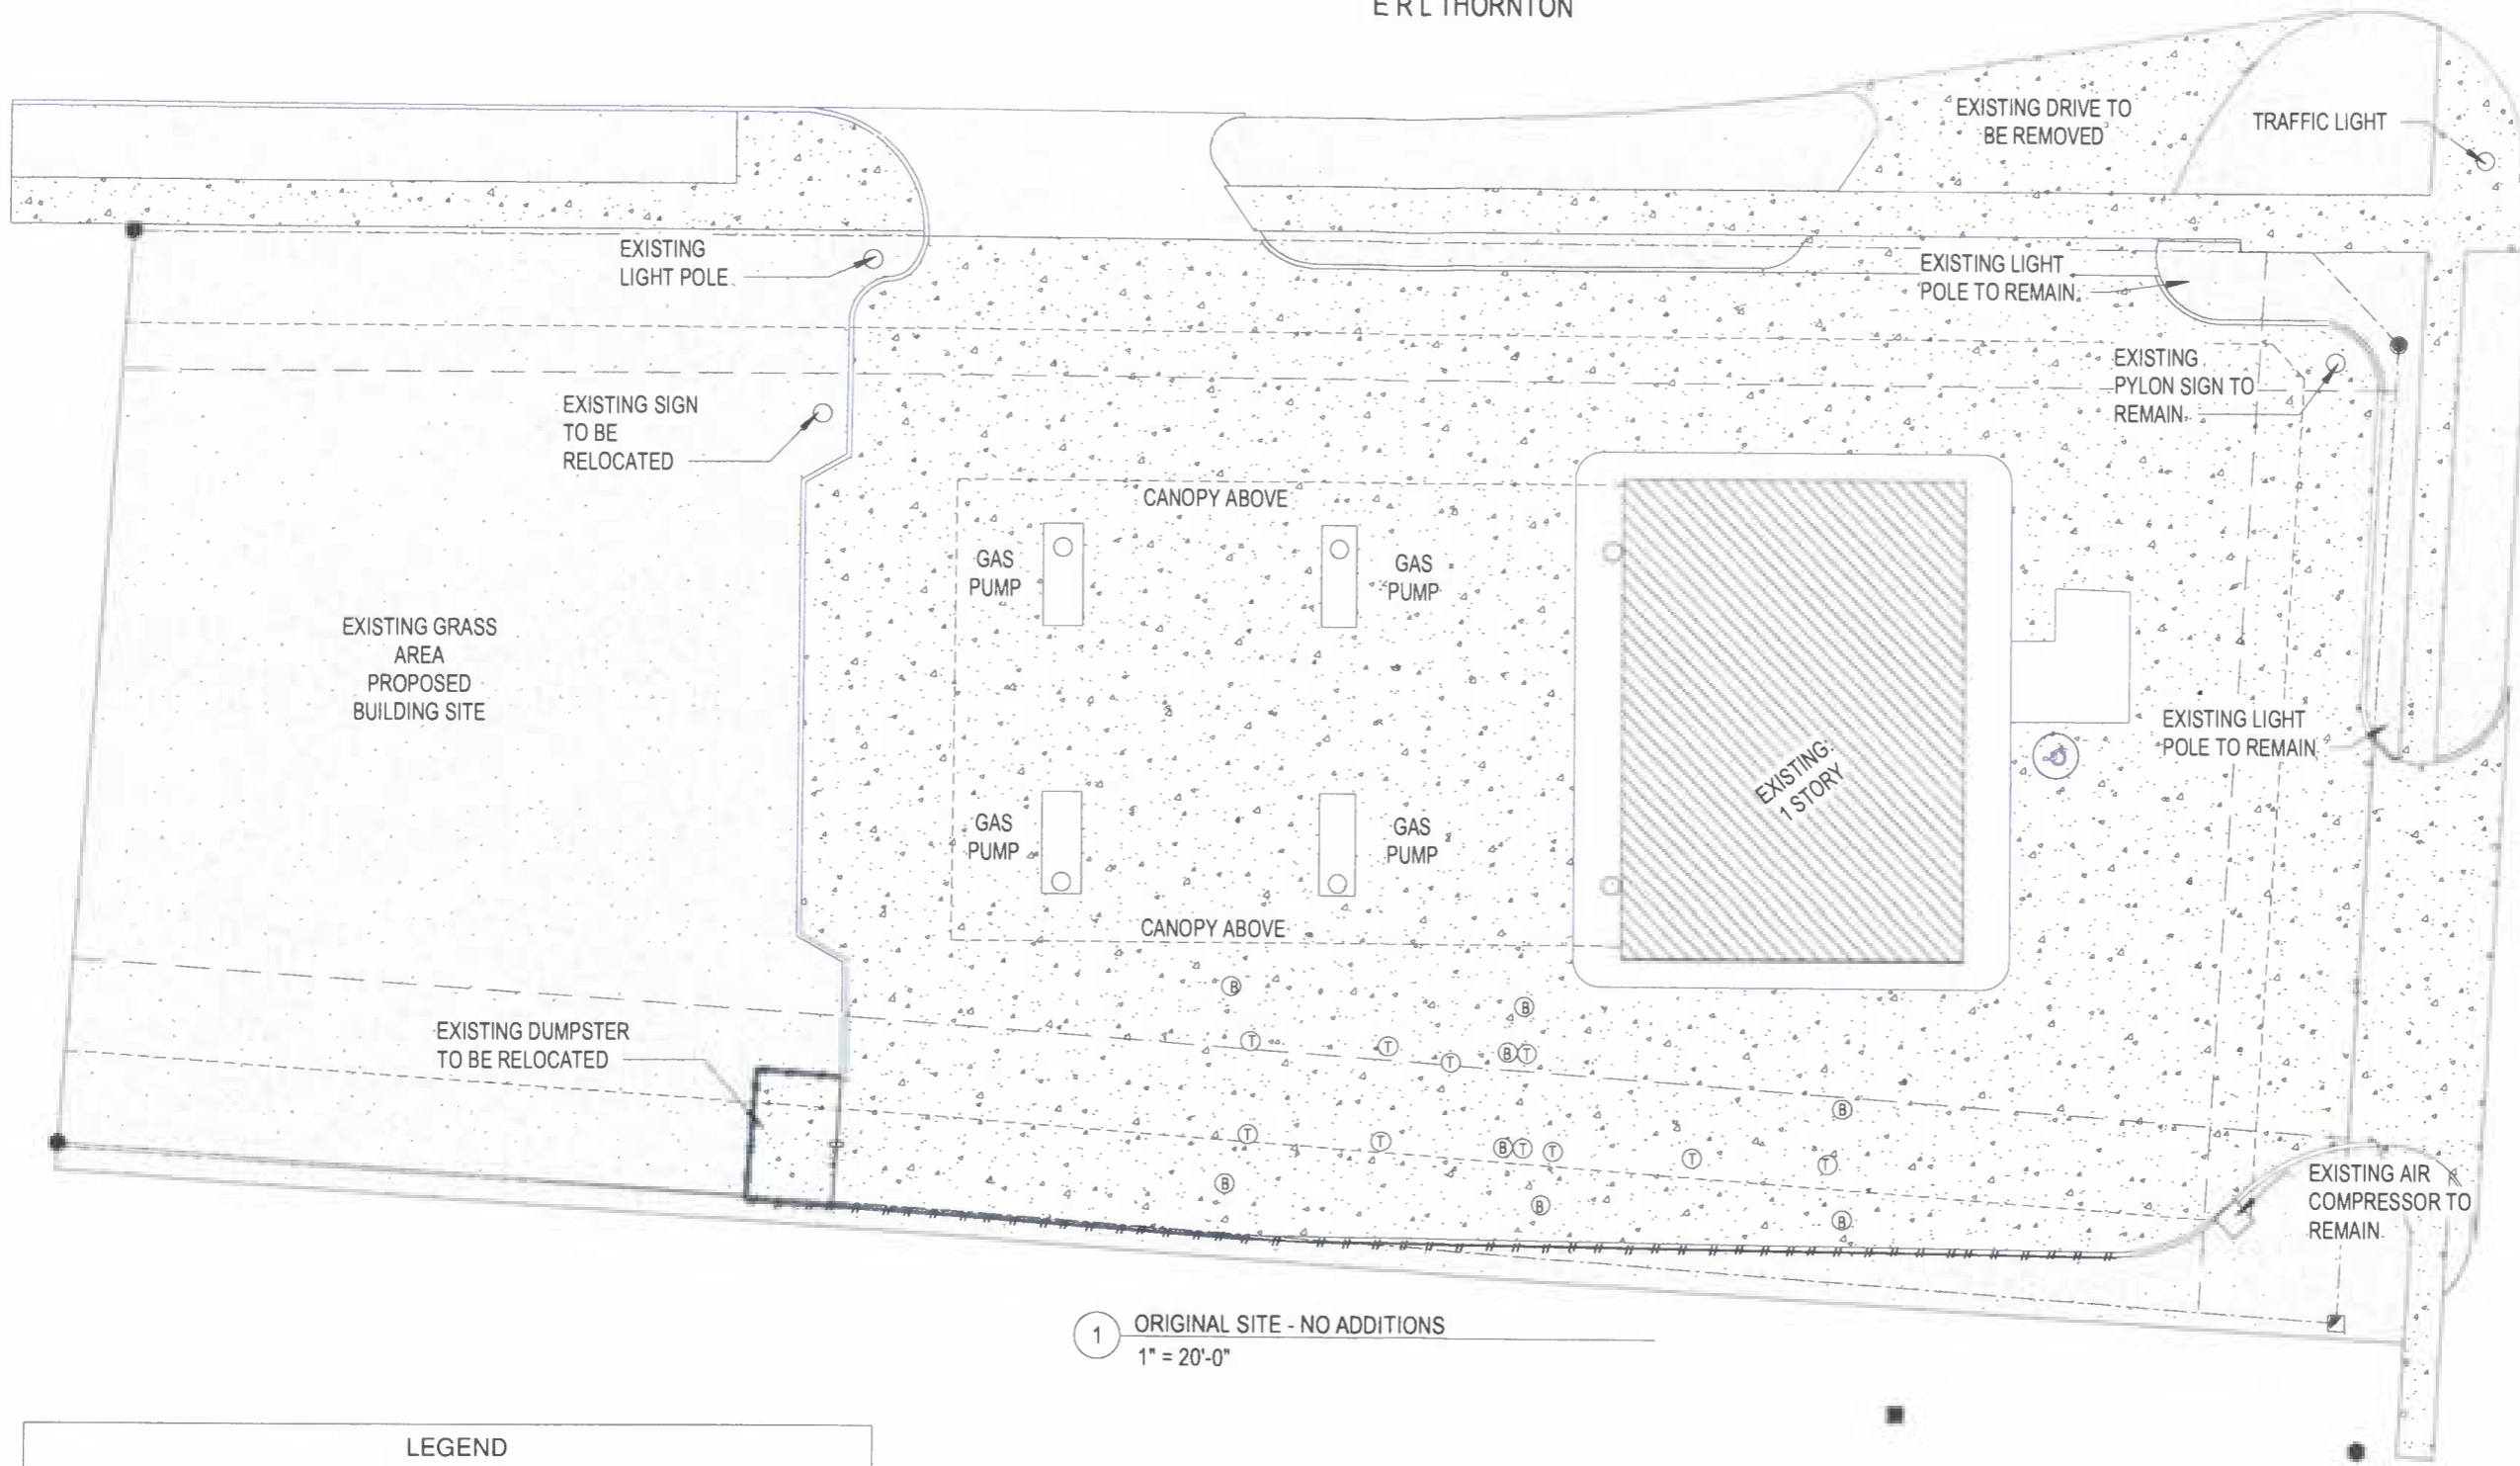 E R L THORNTON
EXISTING DRIVE TO
BE REMOVED
TRAFFIC LIGHT
EXISTING
LIGHT POLE
EXISTING LIGHT
POLE TO REMAIN
EXISTING
PYLON SIGN TO
REMAIN
EXISTING SIGN
TO BE
RELOCATED
CANOPY ABOVE
GAS
PUMP
GAS
PUMP
EXISTING GRASS
AREA
PROPOSED
BUILDING SITE
EXISTING LIGHT
POLE TO REMAIN
EXISTING
1 STORY
GAS
PUMP
GAS
PUMP
CANOPY ABOVE
B
B
T
T
T
B T
EXISTING DUMPSTER
TO BE RELOCATED
B
T
T
B T T
T
T
B
B
B
EXISTING AIR
COMPRESSOR TO
REMAIN
1 ORIGINAL SITE - NO ADDITIONS
1" = 20'-0"
LEGEND